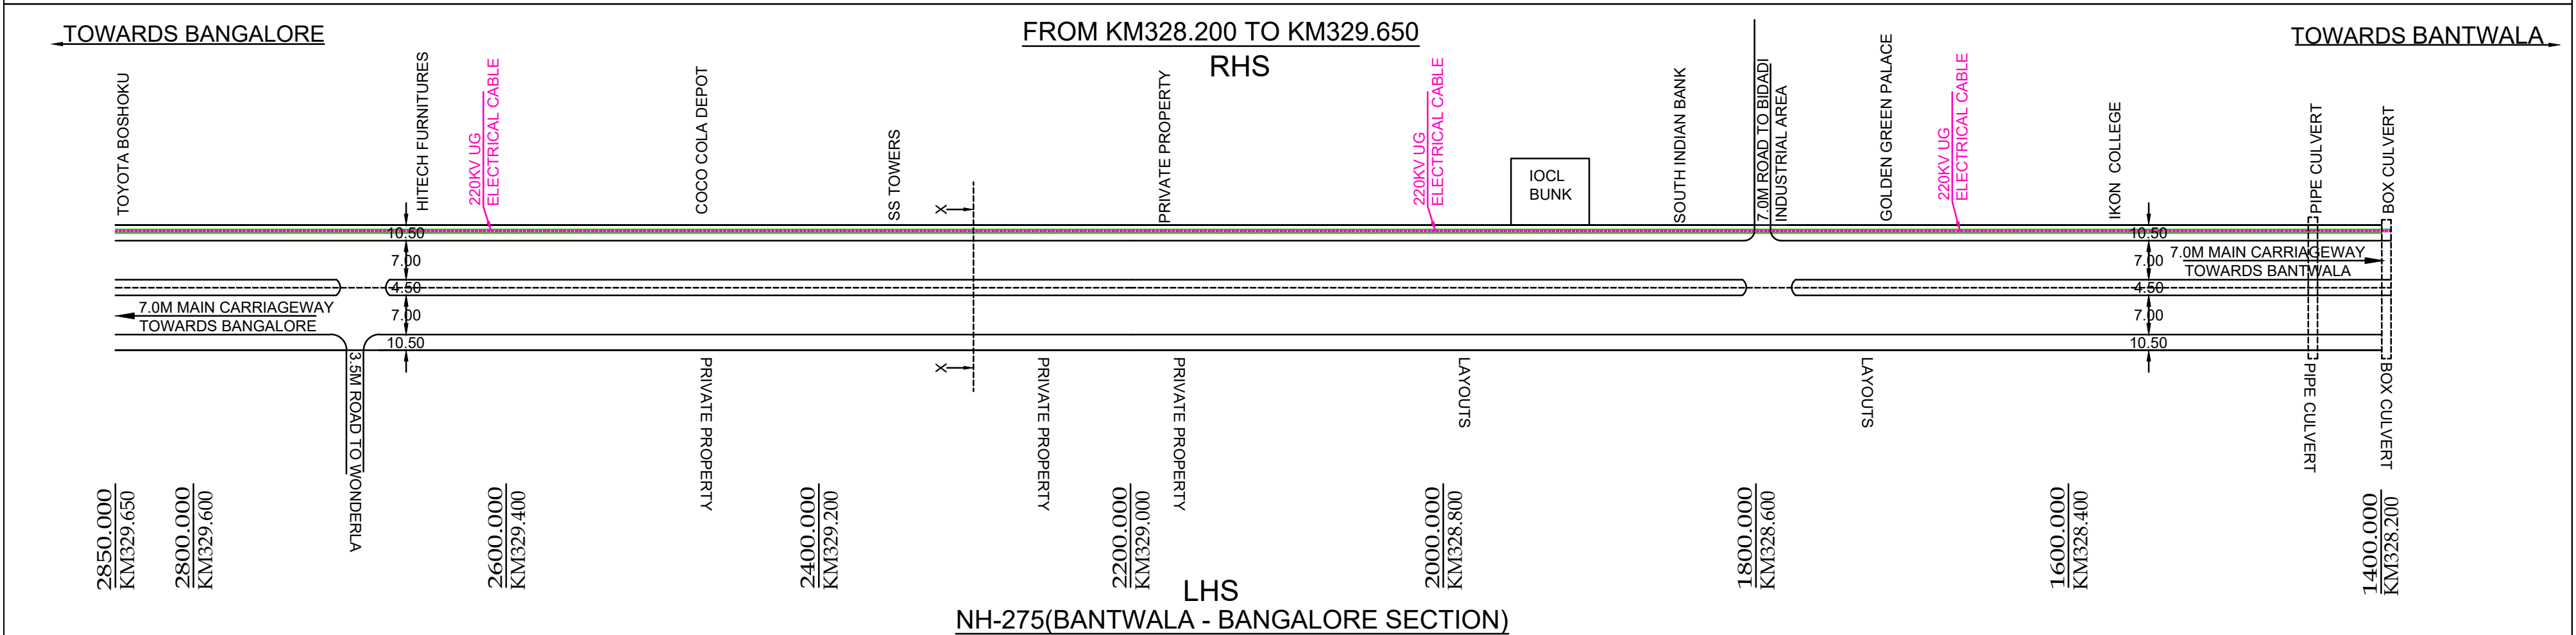 TOWARDS BANGALORE
FROM KM328.200 TO KM329.650
RHS
TOWARDS BANTWALA
TOYOTA BOSHOKU
HITECH FURNITURES
220KV UG
ELECTRICAL CABLE
COCO COLA DEPOT
SS TOWERS
X
PRIVATE PROPERTY
220KV UG
ELECTRICAL CABLE
IOCL
BUNK
SOUTH INDIAN BANK
7.0M ROAD TO BIDIADI
INDUSTRIAL AREA
GOLDEN GREEN PALACE
220KV UG
ELECTRICAL CABLE
IKON COLLEGE
PIPE CULVERT
BOX CULVERT
10.50
7.00
4.50
7.00
10.50
10.50
7.00
4.50
7.00
10.50
7.0M MAIN CARRIAGEWAY
TOWARDS BANTWALA
7.0M MAIN CARRIAGEWAY
TOWARDS BANGALORE
3.5M ROAD TO WONDERLA
PRIVATE PROPERTY
X
PRIVATE PROPERTY
PRIVATE PROPERTY
LAYOUTS
LAYOUTS
PIPE CULVERT
BOX CULVERT
2850.000
KM329.650
2800.000
KM329.600
2600.000
KM329.400
2400.000
KM329.200
2200.000
KM329.000
2000.000
KM328.800
1800.000
KM328.600
1600.000
KM328.400
1400.000
KM328.200
LHS
NH-275(BANTWALA - BANGALORE SECTION)